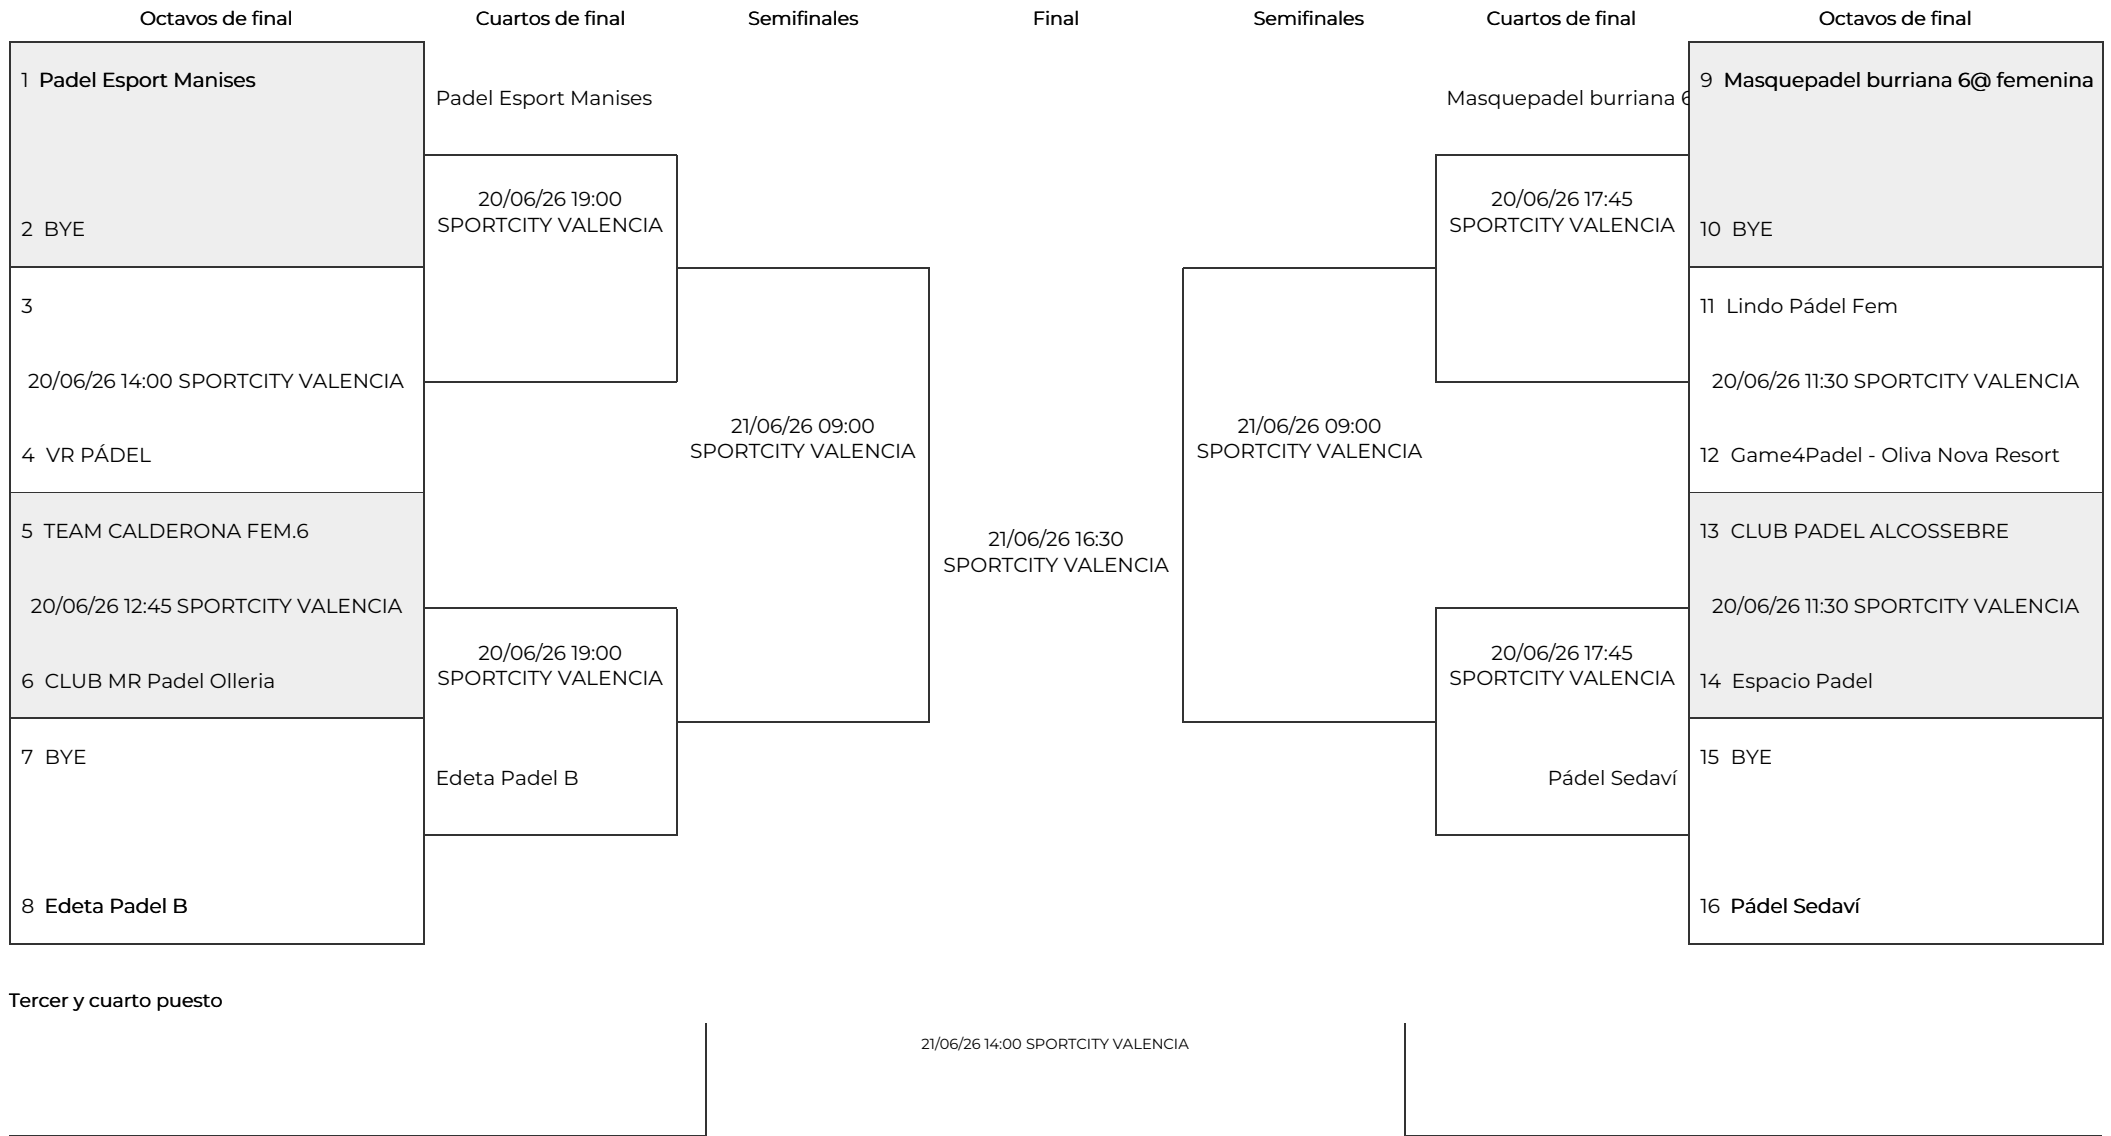 Octavos de final
Cuartos de final
Semifinales
Final
Semifinales
Cuartos de final
Octavos de final
1 Padel Esport Manises
2 BYE
3
20/06/26 14:00 SPORTCITY VALENCIA
4 VR PÁDEL
5 TEAM CALDERONA FEM.6
20/06/26 12:45 SPORTCITY VALENCIA
6 CLUB MR Padel Olleria
7 BYE
8 Edeta Padel B
Padel Esport Manises
20/06/26 19:00
SPORTCITY VALENCIA
20/06/26 19:00
SPORTCITY VALENCIA
Edeta Padel B
21/06/26 09:00
SPORTCITY VALENCIA
21/06/26 16:30
SPORTCITY VALENCIA
21/06/26 09:00
SPORTCITY VALENCIA
Masquepadel burriana 6
20/06/26 17:45
SPORTCITY VALENCIA
20/06/26 17:45
SPORTCITY VALENCIA
Pádel Sedaví
9 Masquepadel burriana 6@ femenina
10 BYE
11 Lindo Pádel Fem
20/06/26 11:30 SPORTCITY VALENCIA
12 Game4Padel - Oliva Nova Resort
13 CLUB PADEL ALCOSSEBRE
20/06/26 11:30 SPORTCITY VALENCIA
14 Espacio Padel
15 BYE
16 Pádel Sedaví
Tercer y cuarto puesto
21/06/26 14:00 SPORTCITY VALENCIA